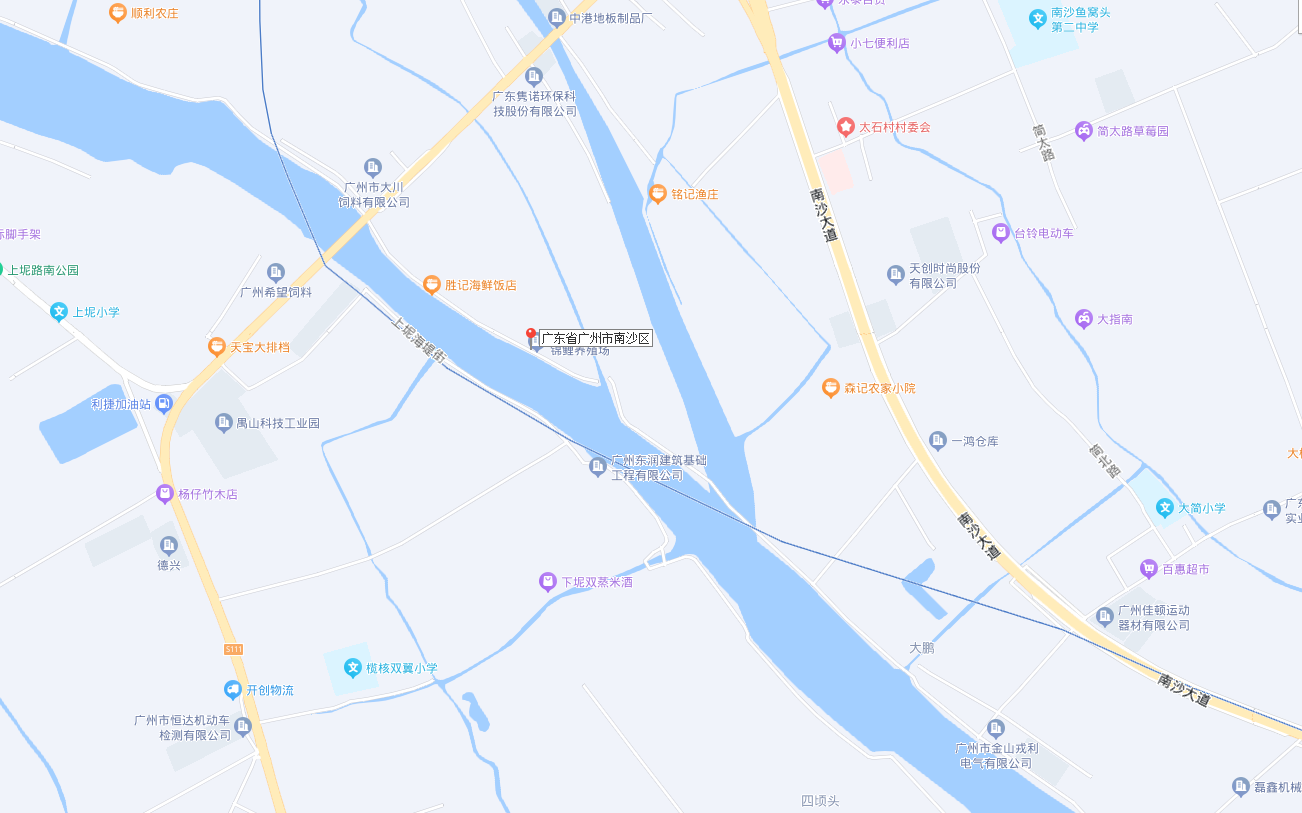 顺利农庄
中港地板制品厂
永泰百货
南沙鱼窝头
第二中学
小七便利店
广东隽诺环保科
技股份有限公司
太石村村委会
简太路
简太路草莓园
广州市大川
饲料有限公司
铭记渔庄
南沙大道
标脚手架
台铃电动车
上坭路南公园
广州希望饲料
天创时尚股份
有限公司
胜记海鲜饭店
上坭小学
上坭海堤街
广东省广州市南沙区
锦鲤养殖场
大指南
天宝大排档
利捷加油站
森记农家小院
禺山科技工业园
一鸿仓库
简北路
广州东润建筑基础
工程有限公司
杨仔竹木店
大简小学
南沙大道
德兴
下坭双蒸米酒
百惠超市
广州佳顿运动
器材有限公司
S111
大鹏
榄核双翼小学
开创物流
南沙大道
广州市恒达机动车
检测有限公司
广州市金山戎利
电气有限公司
四顷头
磊鑫机械